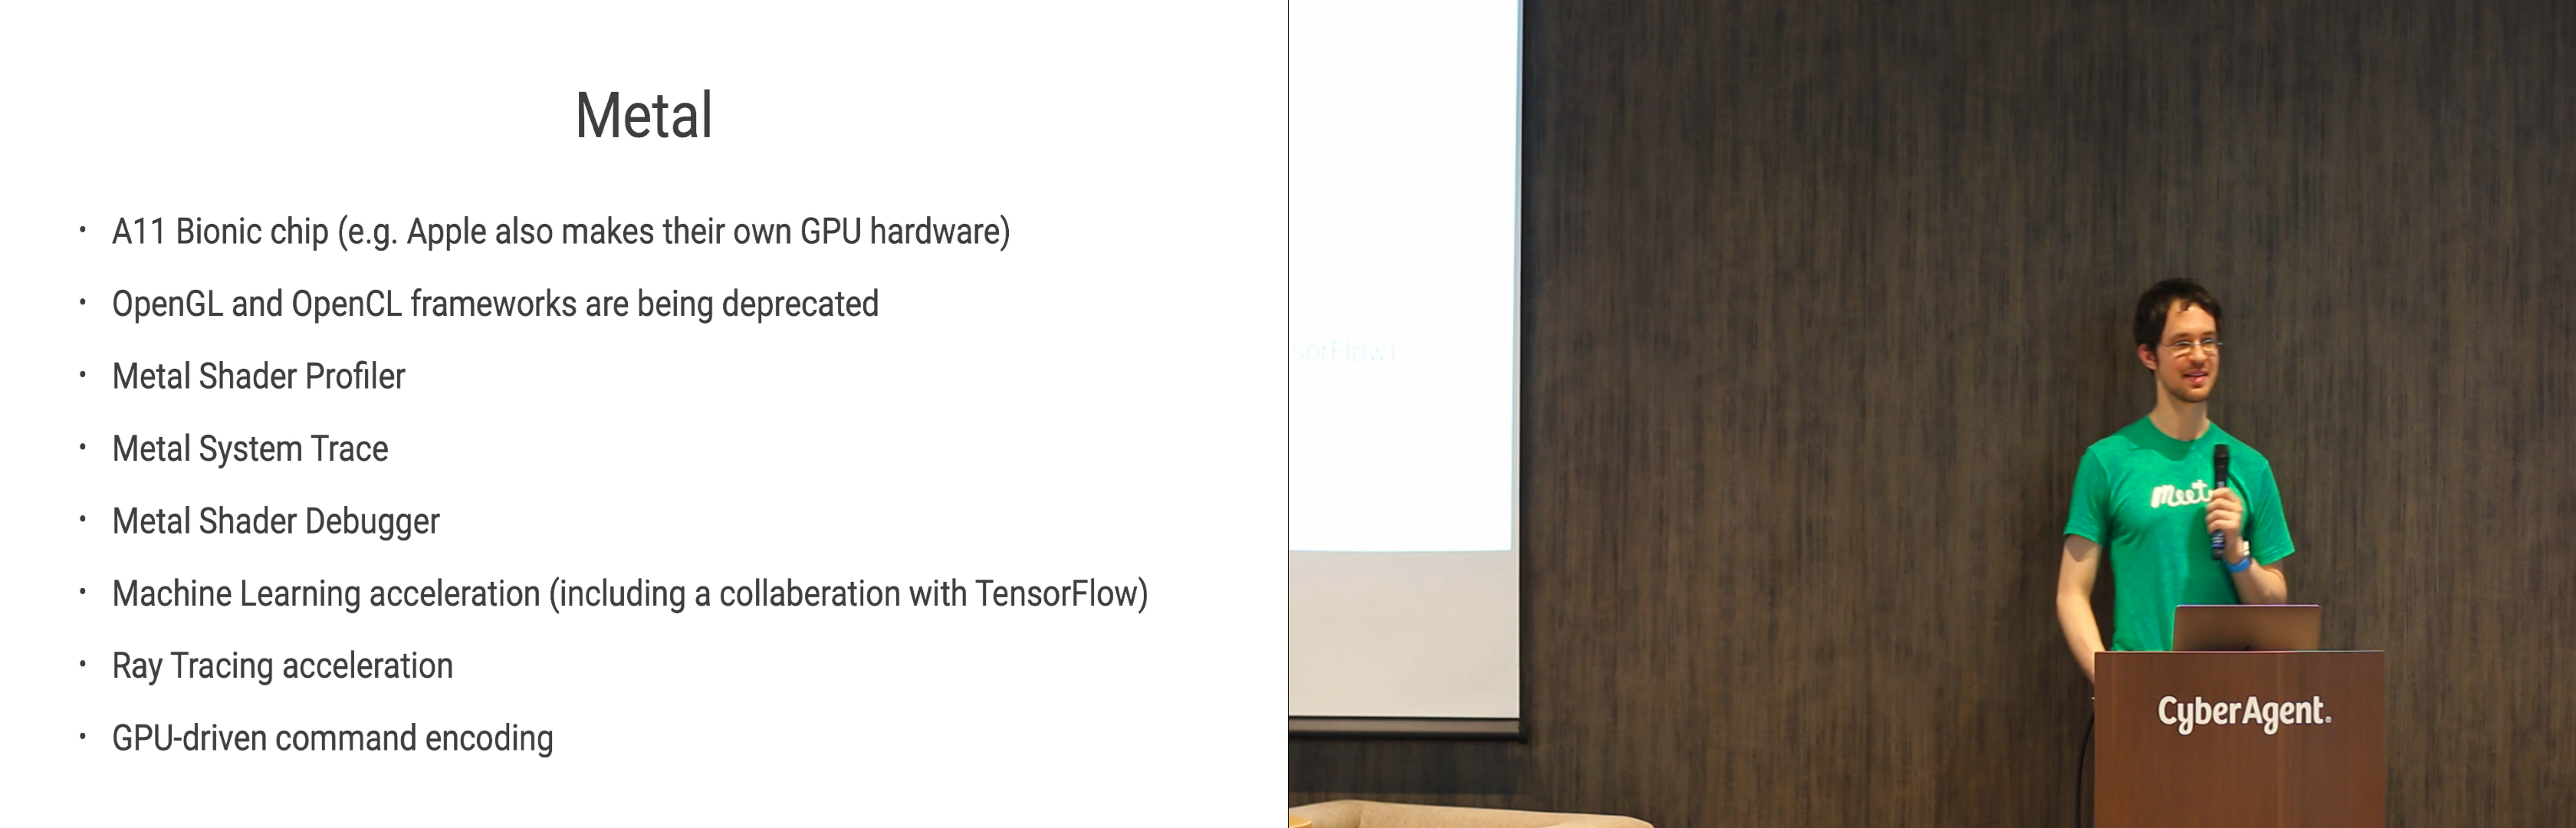 Metal
· A11 Bionic chip (e.g. Apple also makes their own GPU hardware)
· OpenGL and OpenCL frameworks are being deprecated
· Metal Shader Profiler
· Metal System Trace
· Metal Shader Debugger
· Machine Learning acceleration (including a collaberation with TensorFlow)
· Ray Tracing acceleration
· GPU-driven command encoding
sorFlow)
Meet
CyberAgent.